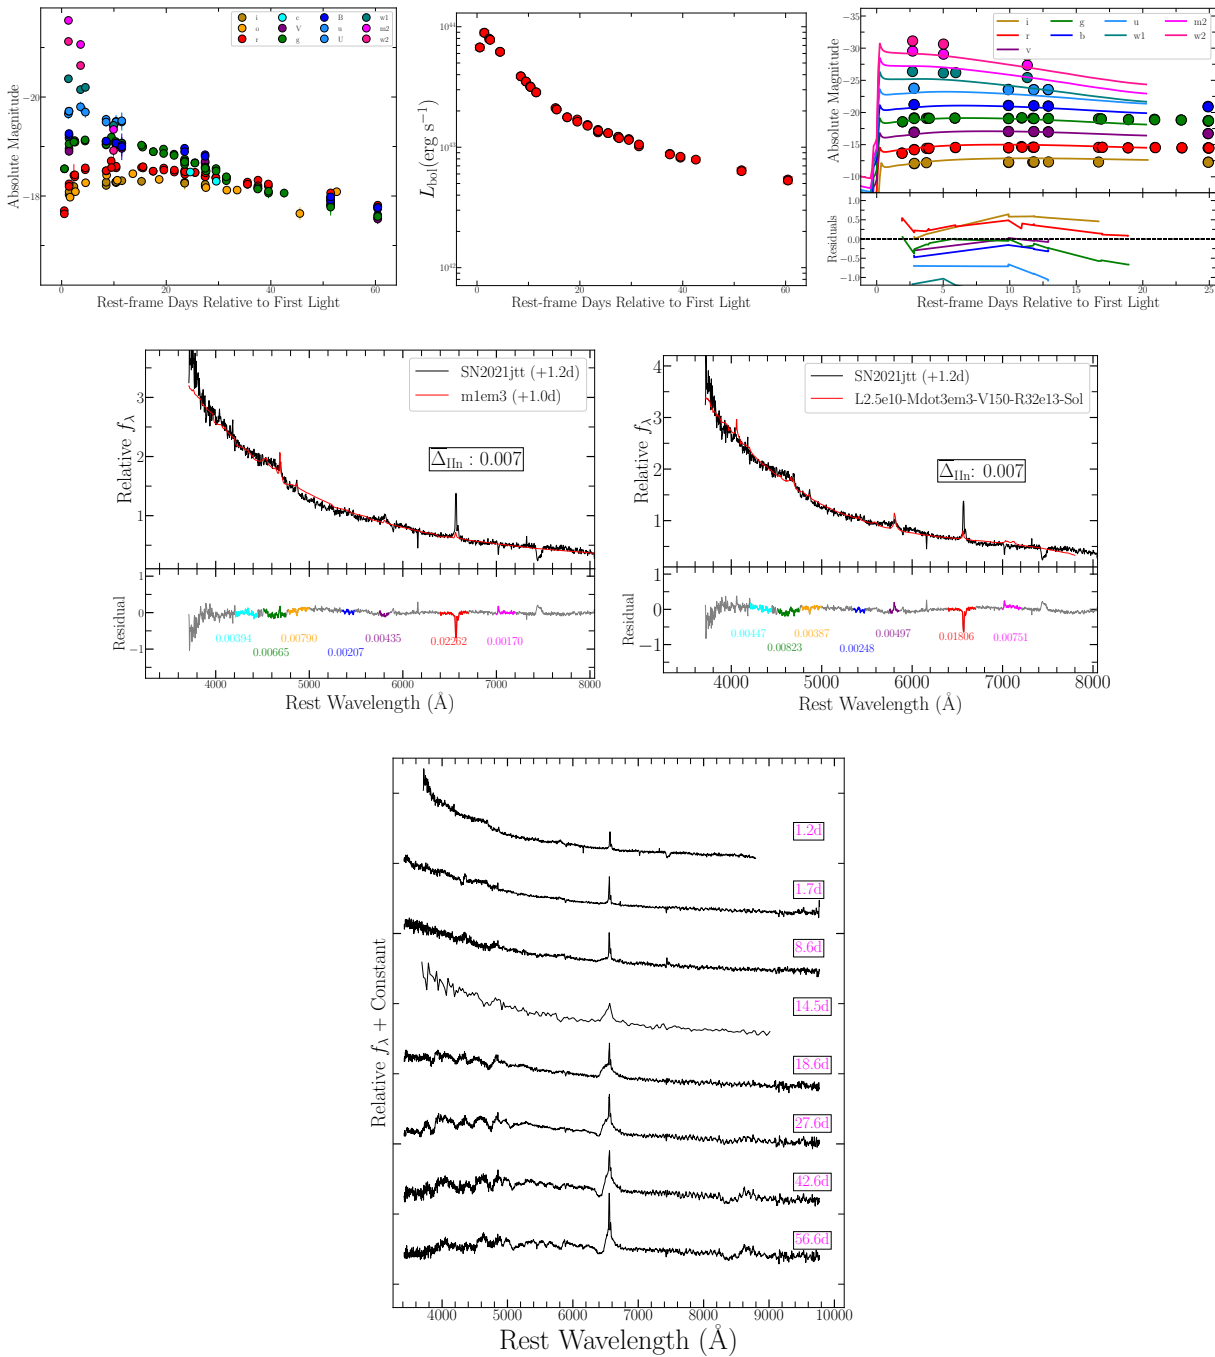 i
c
B
w1
o
V
u
m2
r
g
U
w2
−20
−18
0
20
40
60
Absolute Magnitude
Rest-frame Days Relative to First Light
10^44
10^43
10^42
0
20
40
60
L_bol (erg s^−1)
Rest-frame Days Relative to First Light
i
g
u
m2
r
b
w1
w2
v
−35
−30
−25
−20
−15
−10
Absolute Magnitude
1.0
0.5
0.0
−0.5
−1.0
Residuals
0
5
10
15
20
25
Rest-frame Days Relative to First Light
SN2021jtt (+1.2d)
m1em3 (+1.0d)
Δ_IIn : 0.007
3
2
1
Relative f_λ
1
0
−1
Residual
0.00394
0.00790
0.00435
0.02262
0.00170
0.00665
0.00207
4000
5000
6000
7000
8000
Rest Wavelength (Å)
SN2021jtt (+1.2d)
L2.5e10-Mdot3em3-V150-R32e13-Sol
Δ_IIn: 0.007
4
3
2
1
Relative f_λ
1
0
−1
Residual
0.00447
0.00387
0.00497
0.01806
0.00751
0.00823
0.00248
4000
5000
6000
7000
8000
Rest Wavelength (Å)
1.2d
1.7d
8.6d
14.5d
18.6d
27.6d
42.6d
56.6d
Relative f_λ + Constant
4000
5000
6000
7000
8000
9000
10000
Rest Wavelength (Å)